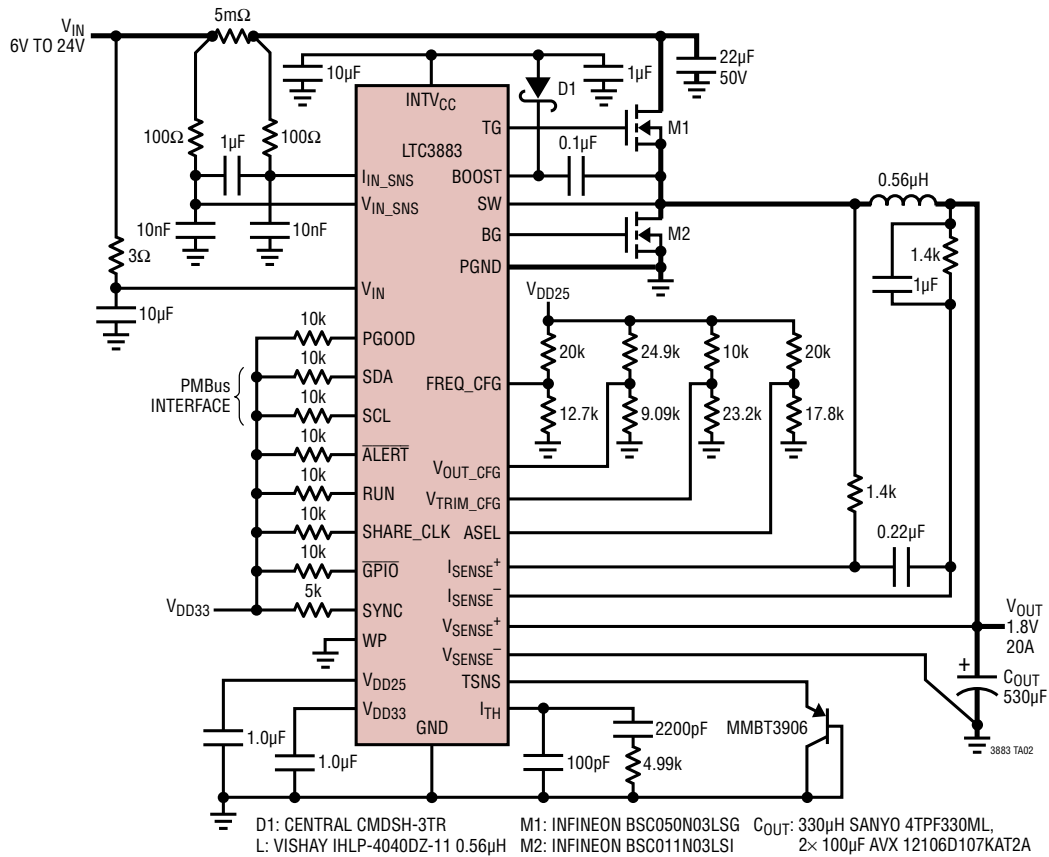 VIN
6V TO 24V
5mΩ
10µF
1µF
22µF
50V
D1
INTVCC
100Ω
1µF
100Ω
LTC3883
TG
M1
0.1µF
IIN_SNS
BOOST
0.56µH
VIN_SNS
SW
10nF
10nF
BG
M2
1.4k
3Ω
PGND
1µF
VIN
VDD25
10µF
10k
PGOOD
20k
24.9k
10k
20k
10k
SDA
FREQ_CFG
PMBus
INTERFACE
10k
SCL
12.7k
9.09k
23.2k
17.8k
10k
ALERT
VOUT_CFG
10k
RUN
VTRIM_CFG
1.4k
10k
SHARE_CLK
ASEL
0.22µF
10k
GPIO
ISENSE+
5k
ISENSE–
VDD33
SYNC
VSENSE+
VOUT
1.8V
20A
WP
VSENSE–
+
COUT
530µF
VDD25
TSNS
VDD33
ITH
GND
2200pF
MMBT3906
1.0µF
1.0µF
100pF
4.99k
3883 TA02
D1: CENTRAL CMDSH-3TR
L: VISHAY IHLP-4040DZ-11 0.56µH
M1: INFINEON BSC050N03LSG
M2: INFINEON BSC011N03LSI
COUT: 330µH SANYO 4TPF330ML,
2× 100µF AVX 12106D107KAT2A